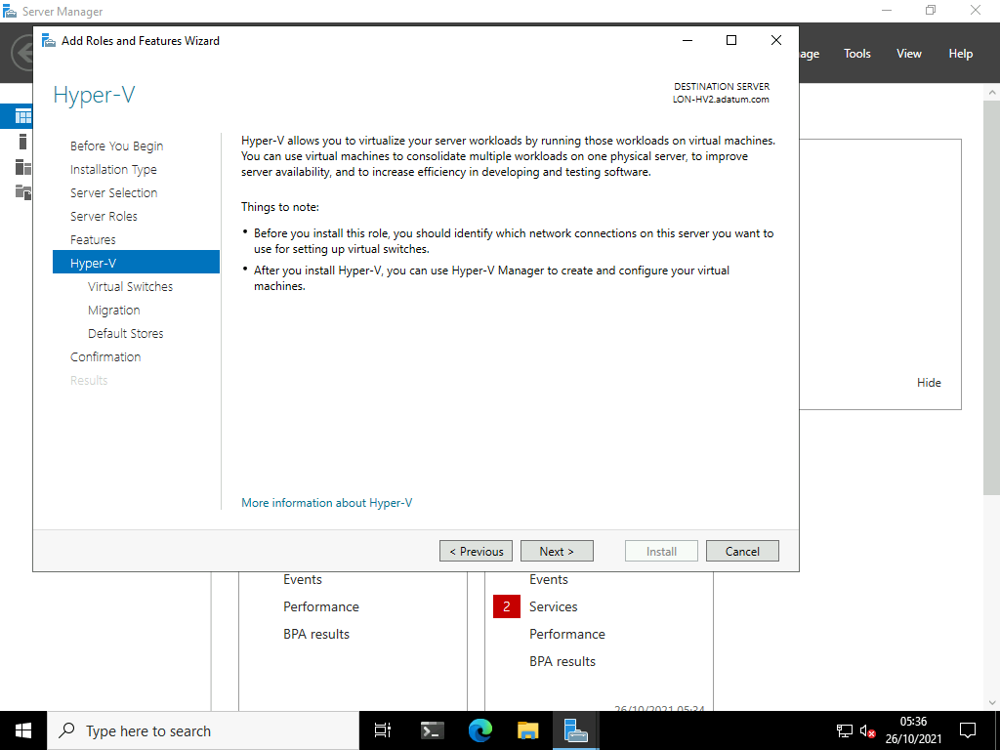 Server Manager
Add Roles and Features Wizard
Tools
View
Help
Hyper-V
DESTINATION SERVER
LON-HV2.adatum.com
Before You Begin
Installation Type
Server Selection
Server Roles
Features
Hyper-V
Virtual Switches
Migration
Default Stores
Confirmation
Results
Hyper-V allows you to virtualize your server workloads by running those workloads on virtual machines.
You can use virtual machines to consolidate multiple workloads on one physical server, to improve
server availability, and to increase efficiency in developing and testing software.
Things to note:
• Before you install this role, you should identify which network connections on this server you want to
use for setting up virtual switches.
• After you install Hyper-V, you can use Hyper-V Manager to create and configure your virtual
machines.
Hide
More information about Hyper-V
< Previous
Next >
Install
Cancel
Events
Performance
BPA results
Events
2 Services
Performance
BPA results
26/10/2021 05:34
Type here to search
05:36
26/10/2021